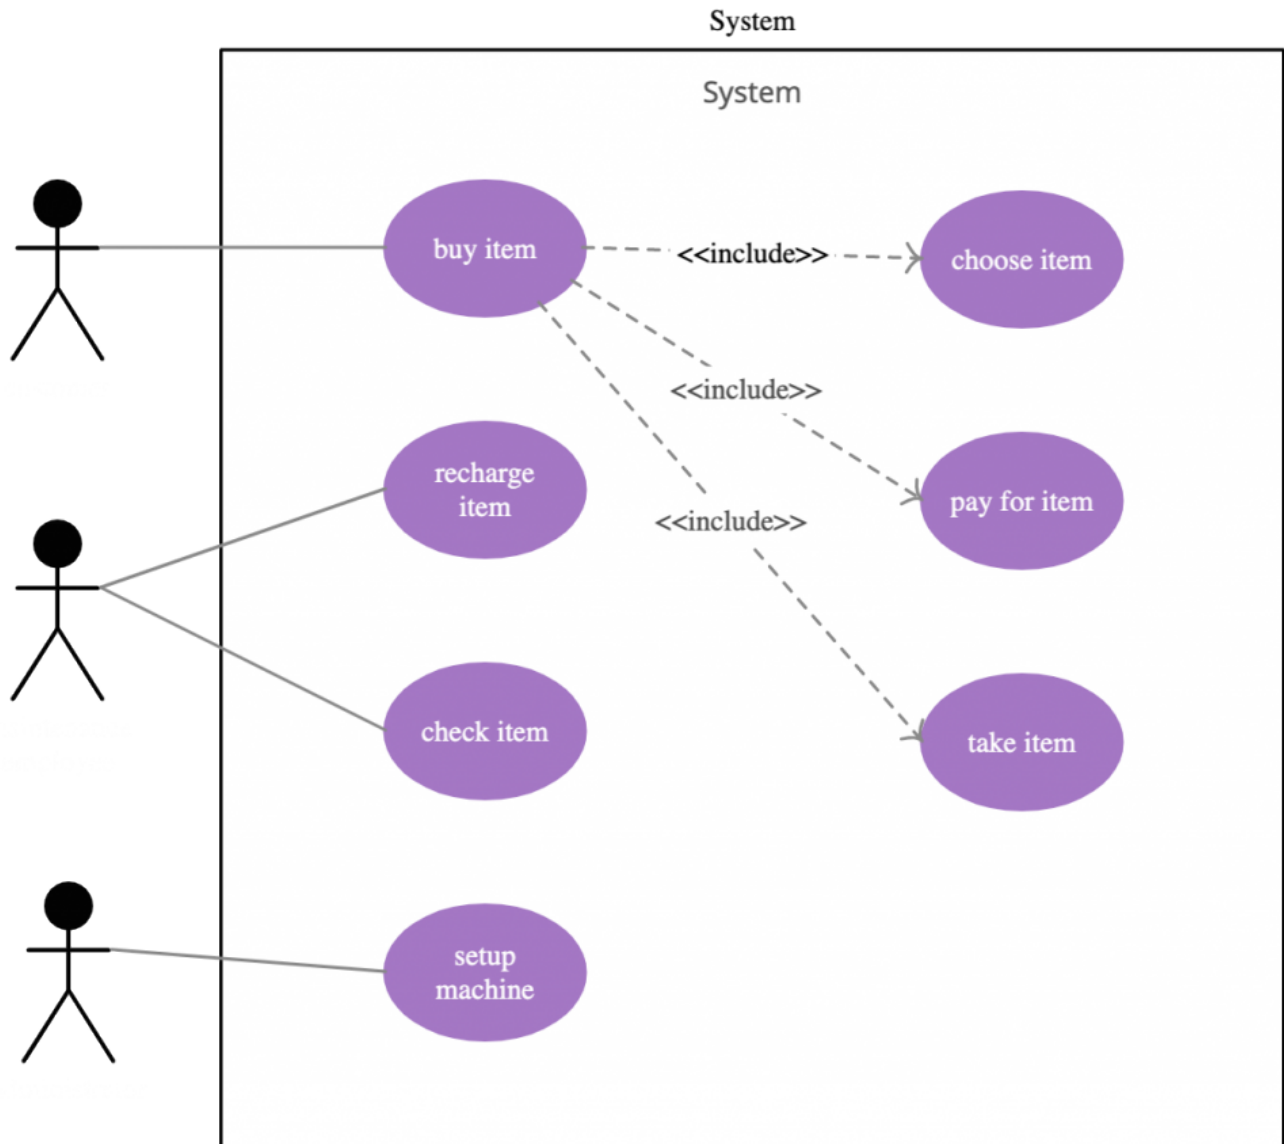 System
System
buy item
<<include>>
choose item
<<include>>
recharge
item
pay for item
<<include>>
check item
take item
setup
machine